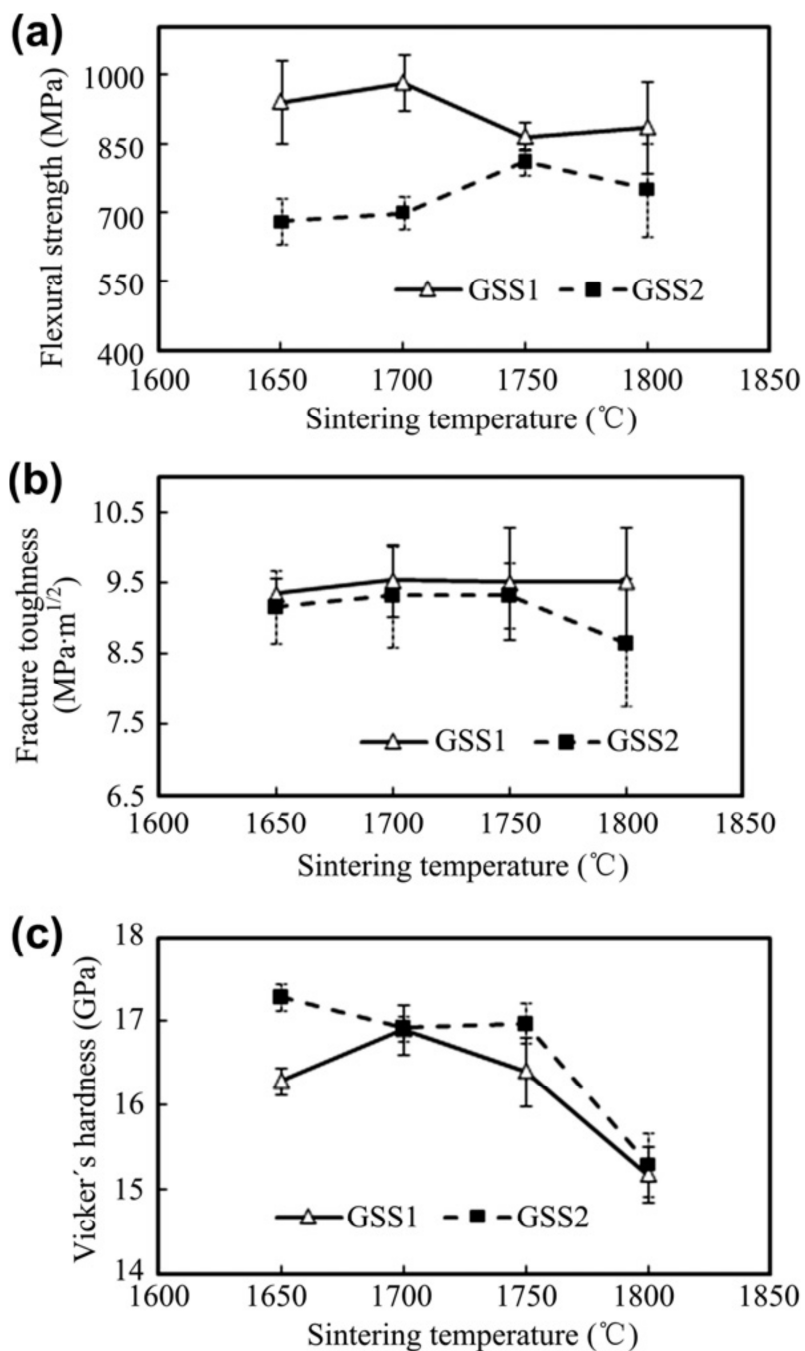 (a)
Flexural strength (MPa)
1000
850
700
550
400
GSS1 GSS2
1600 1650 1700 1750 1800 1850
Sintering temperature (℃)
(b)
Fracture toughness
(MPa·m1/2)
10.5
9.5
8.5
7.5
6.5
GSS1 GSS2
1600 1650 1700 1750 1800 1850
Sintering temperature (℃)
(c)
Vicker´s hardness (GPa)
18
17
16
15
14
GSS1 GSS2
1600 1650 1700 1750 1800 1850
Sintering temperature (℃)